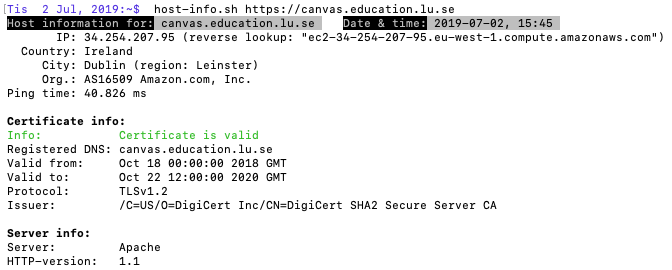 [Tis  2 Jul, 2019:~$  host-info.sh https://canvas.education.lu.se
Host information for: canvas.education.lu.se    Date & time: 2019-07-02, 15:45
IP: 34.254.207.95 (reverse lookup: "ec2-34-254-207-95.eu-west-1.compute.amazonaws.com")
Country: Ireland
City: Dublin (region: Leinster)
Org.: AS16509 Amazon.com, Inc.
Ping time: 40.826 ms
Certificate info:
Info:           Certificate is valid
Registered DNS: canvas.education.lu.se
Valid from:     Oct 18 00:00:00 2018 GMT
Valid to:       Oct 22 12:00:00 2020 GMT
Protocol:       TLSv1.2
Issuer:         /C=US/O=DigiCert Inc/CN=DigiCert SHA2 Secure Server CA
Server info:
Server:         Apache
HTTP-version:   1.1